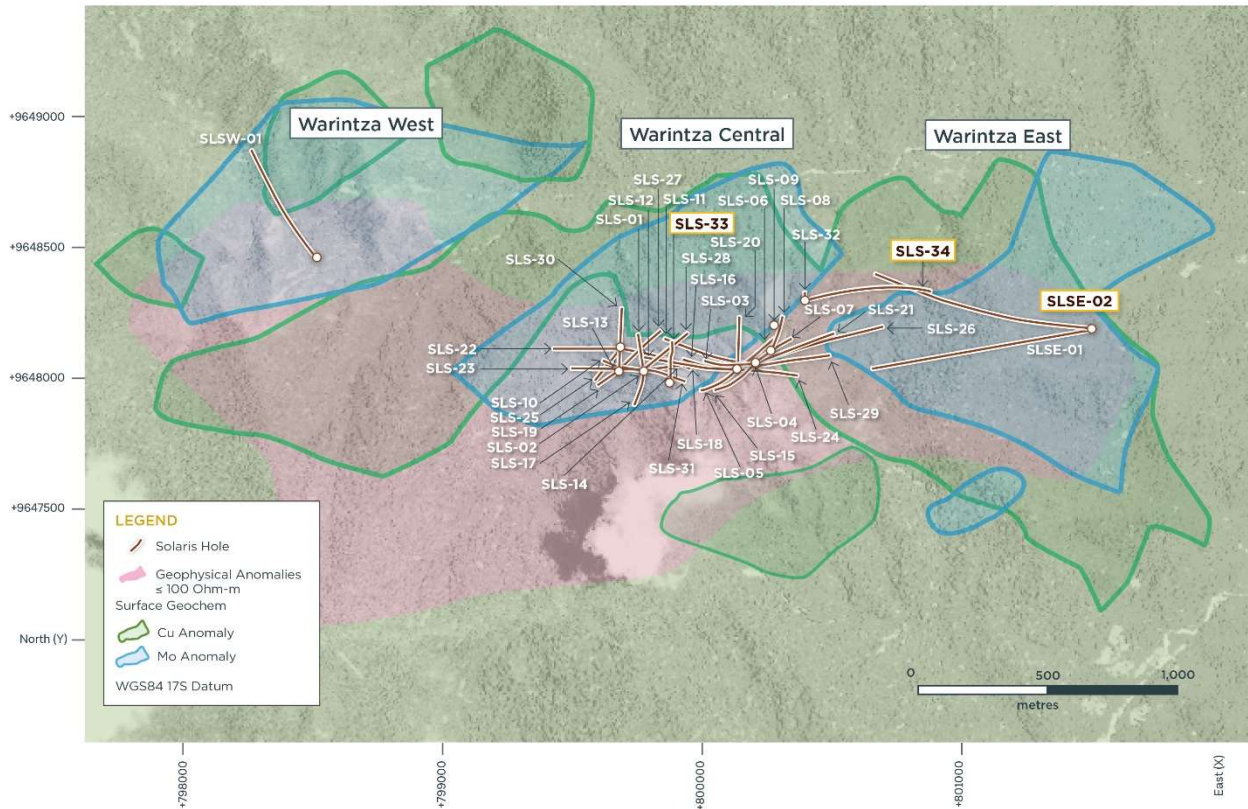 Warintza West
Warintza Central
Warintza East
SLSW-01
SLS-27
SLS-09
SLS-12
SLS-11
SLS-06
SLS-08
SLS-01
SLS-33
SLS-32
SLS-20
SLS-30
SLS-28
SLS-34
SLS-16
SLS-03
SLS-07
SLS-21
SLSE-02
SLS-13
SLS-26
SLS-22
SLSE-01
SLS-23
SLS-10
SLS-25
SLS-29
SLS-19
SLS-04
SLS-02
SLS-24
SLS-18
SLS-17
SLS-15
SLS-31
SLS-05
SLS-14
+9649000
+9648500
+9648000
+9647500
North (Y)
LEGEND
Solaris Hole
Geophysical Anomalies
≤ 100 Ohm-m
Surface Geochem
Cu Anomaly
Mo Anomaly
WGS84 17S Datum
0 500 1,000
metres
+798000
+799000
+800000
+801000
East (X)